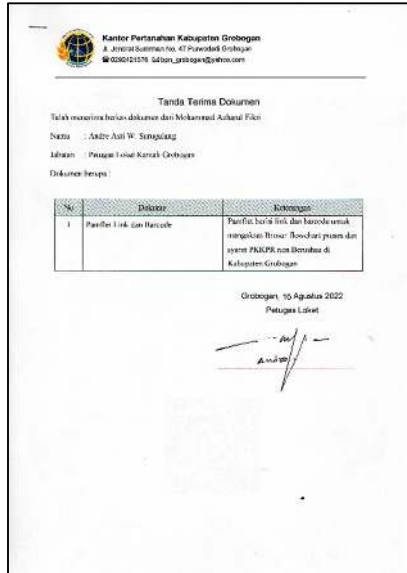 Kantor Pertanahan Kabupaten Grobogan
Jl. Jendral Sudirman No. 47 Purwodadi Grobogan
Tanda Terima Dokumen
Telah menerima berkas dokumen dari Mohammad Azharul Fikri
Nama : Andre Asti W.
Jabatan : Petugas Loket Kantah Grobogan
Dokumen berupa :
No Dokumen Keterangan
1 Pamflet Link dan Barcode Pamflet berisi link dan barcode untuk
mengakses Brosur flowchart proses dan
syarat PKKPR non Berusaha di
Kabupaten Grobogan
Grobogan, 15 Agustus 2022
Petugas Loket